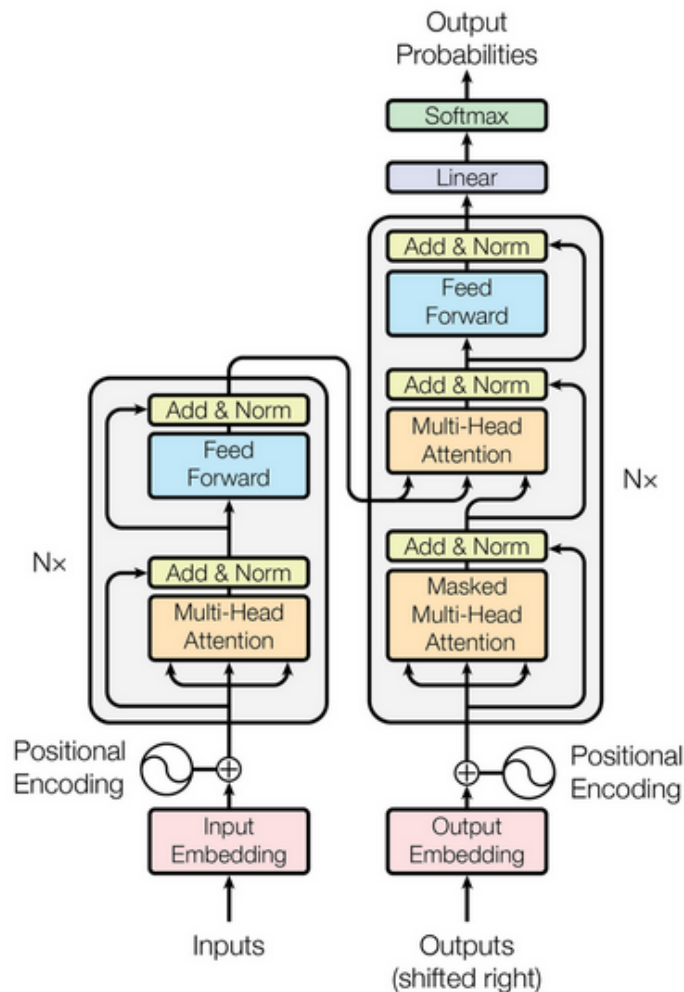 Output
Probabilities
Softmax
Linear
Add & Norm
Feed
Forward
Add & Norm
Multi-Head
Attention
Add & Norm
Masked
Multi-Head
Attention
N×
Positional
Encoding
Output
Embedding
Outputs
(shifted right)
Add & Norm
Feed
Forward
Add & Norm
Multi-Head
Attention
N×
Positional
Encoding
Input
Embedding
Inputs